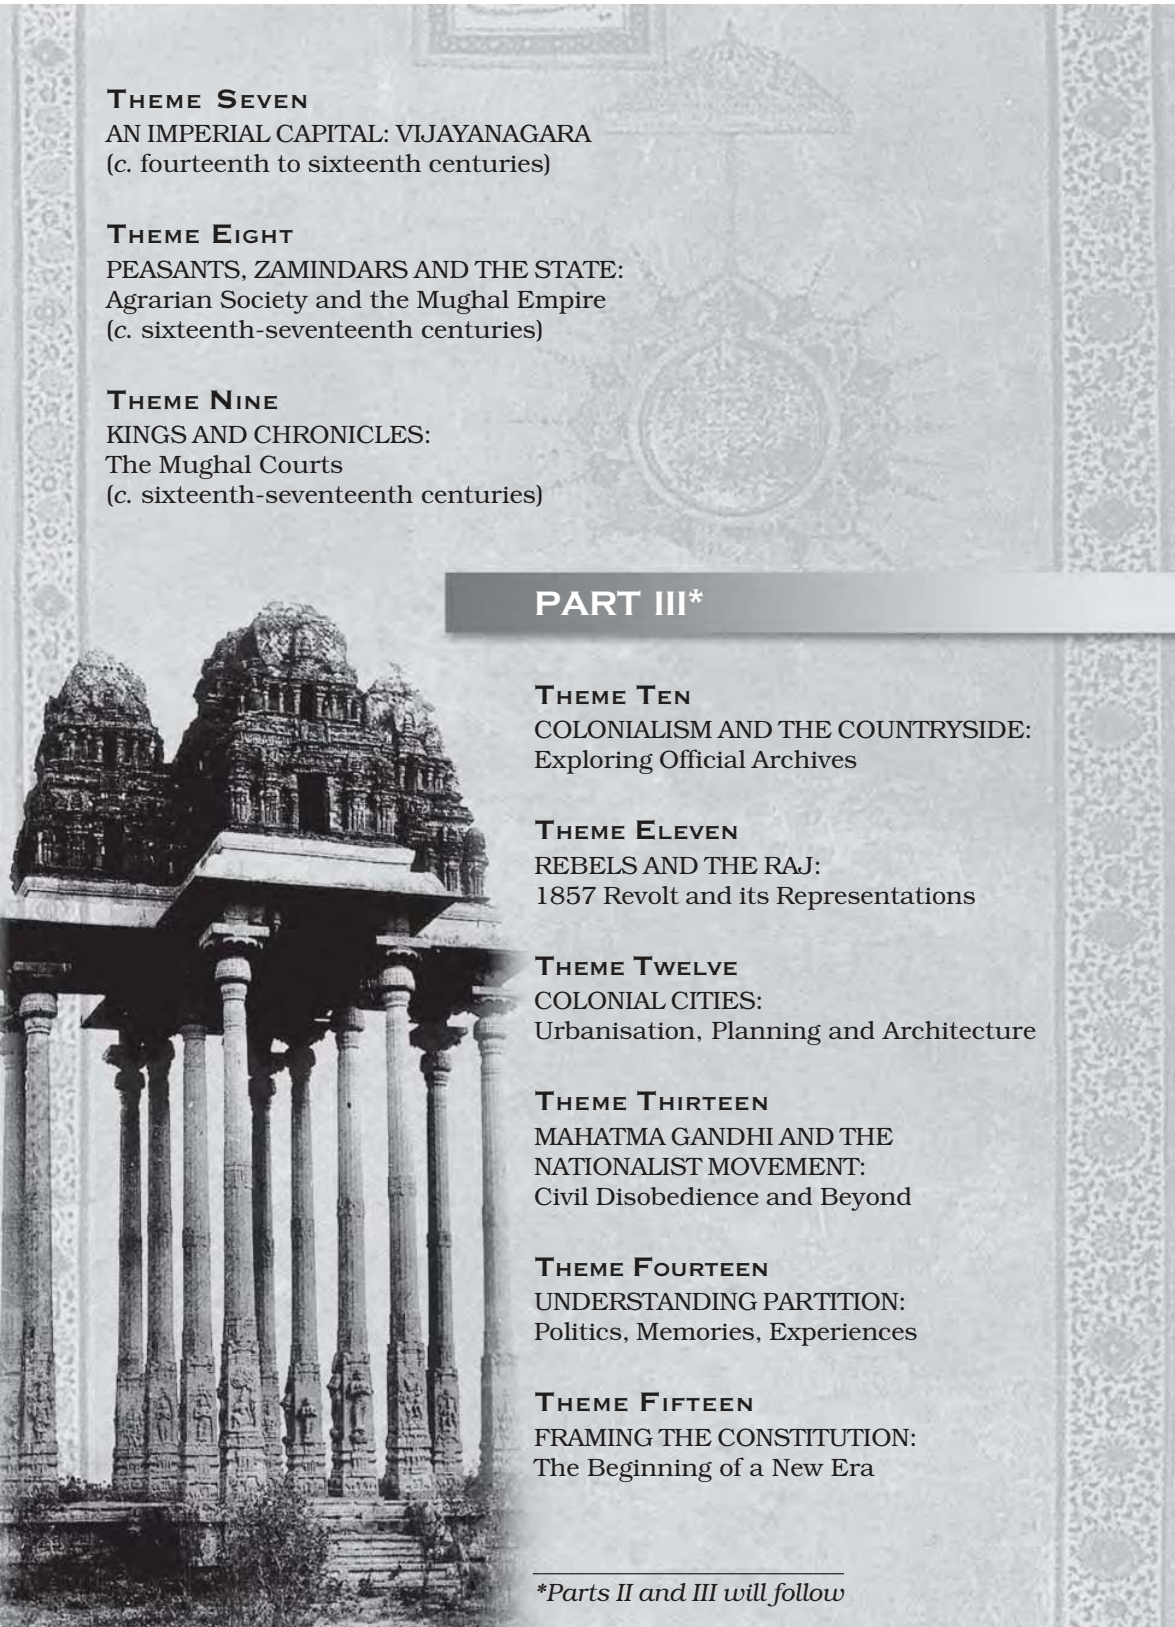 THEME SEVEN
AN IMPERIAL CAPITAL: VIJAYANAGARA
(c. fourteenth to sixteenth centuries)
THEME EIGHT
PEASANTS, ZAMINDARS AND THE STATE:
Agrarian Society and the Mughal Empire
(c. sixteenth-seventeenth centuries)
THEME NINE
KINGS AND CHRONICLES:
The Mughal Courts
(c. sixteenth-seventeenth centuries)
PART III*
THEME TEN
COLONIALISM AND THE COUNTRYSIDE:
Exploring Official Archives
THEME ELEVEN
REBELS AND THE RAJ:
1857 Revolt and its Representations
THEME TWELVE
COLONIAL CITIES:
Urbanisation, Planning and Architecture
THEME THIRTEEN
MAHATMA GANDHI AND THE
NATIONALIST MOVEMENT:
Civil Disobedience and Beyond
THEME FOURTEEN
UNDERSTANDING PARTITION:
Politics, Memories, Experiences
THEME FIFTEEN
FRAMING THE CONSTITUTION:
The Beginning of a New Era
*Parts II and III will follow